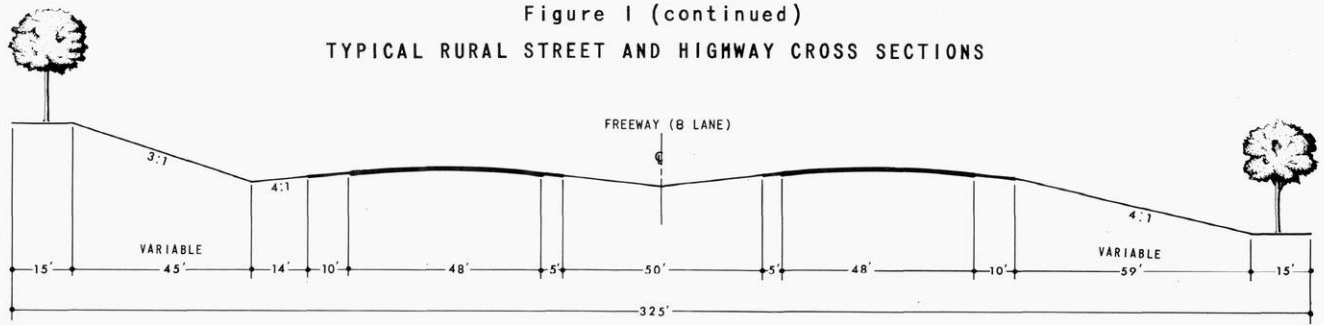 Figure 1 (continued)
TYPICAL RURAL STREET AND HIGHWAY CROSS SECTIONS
FREEWAY (8 LANE)
℄
3:1
4:1
4:1
VARIABLE
VARIABLE
15' 45' 14' 10' 48' 5' 50' 5' 48' 10' 59' 15'
325'